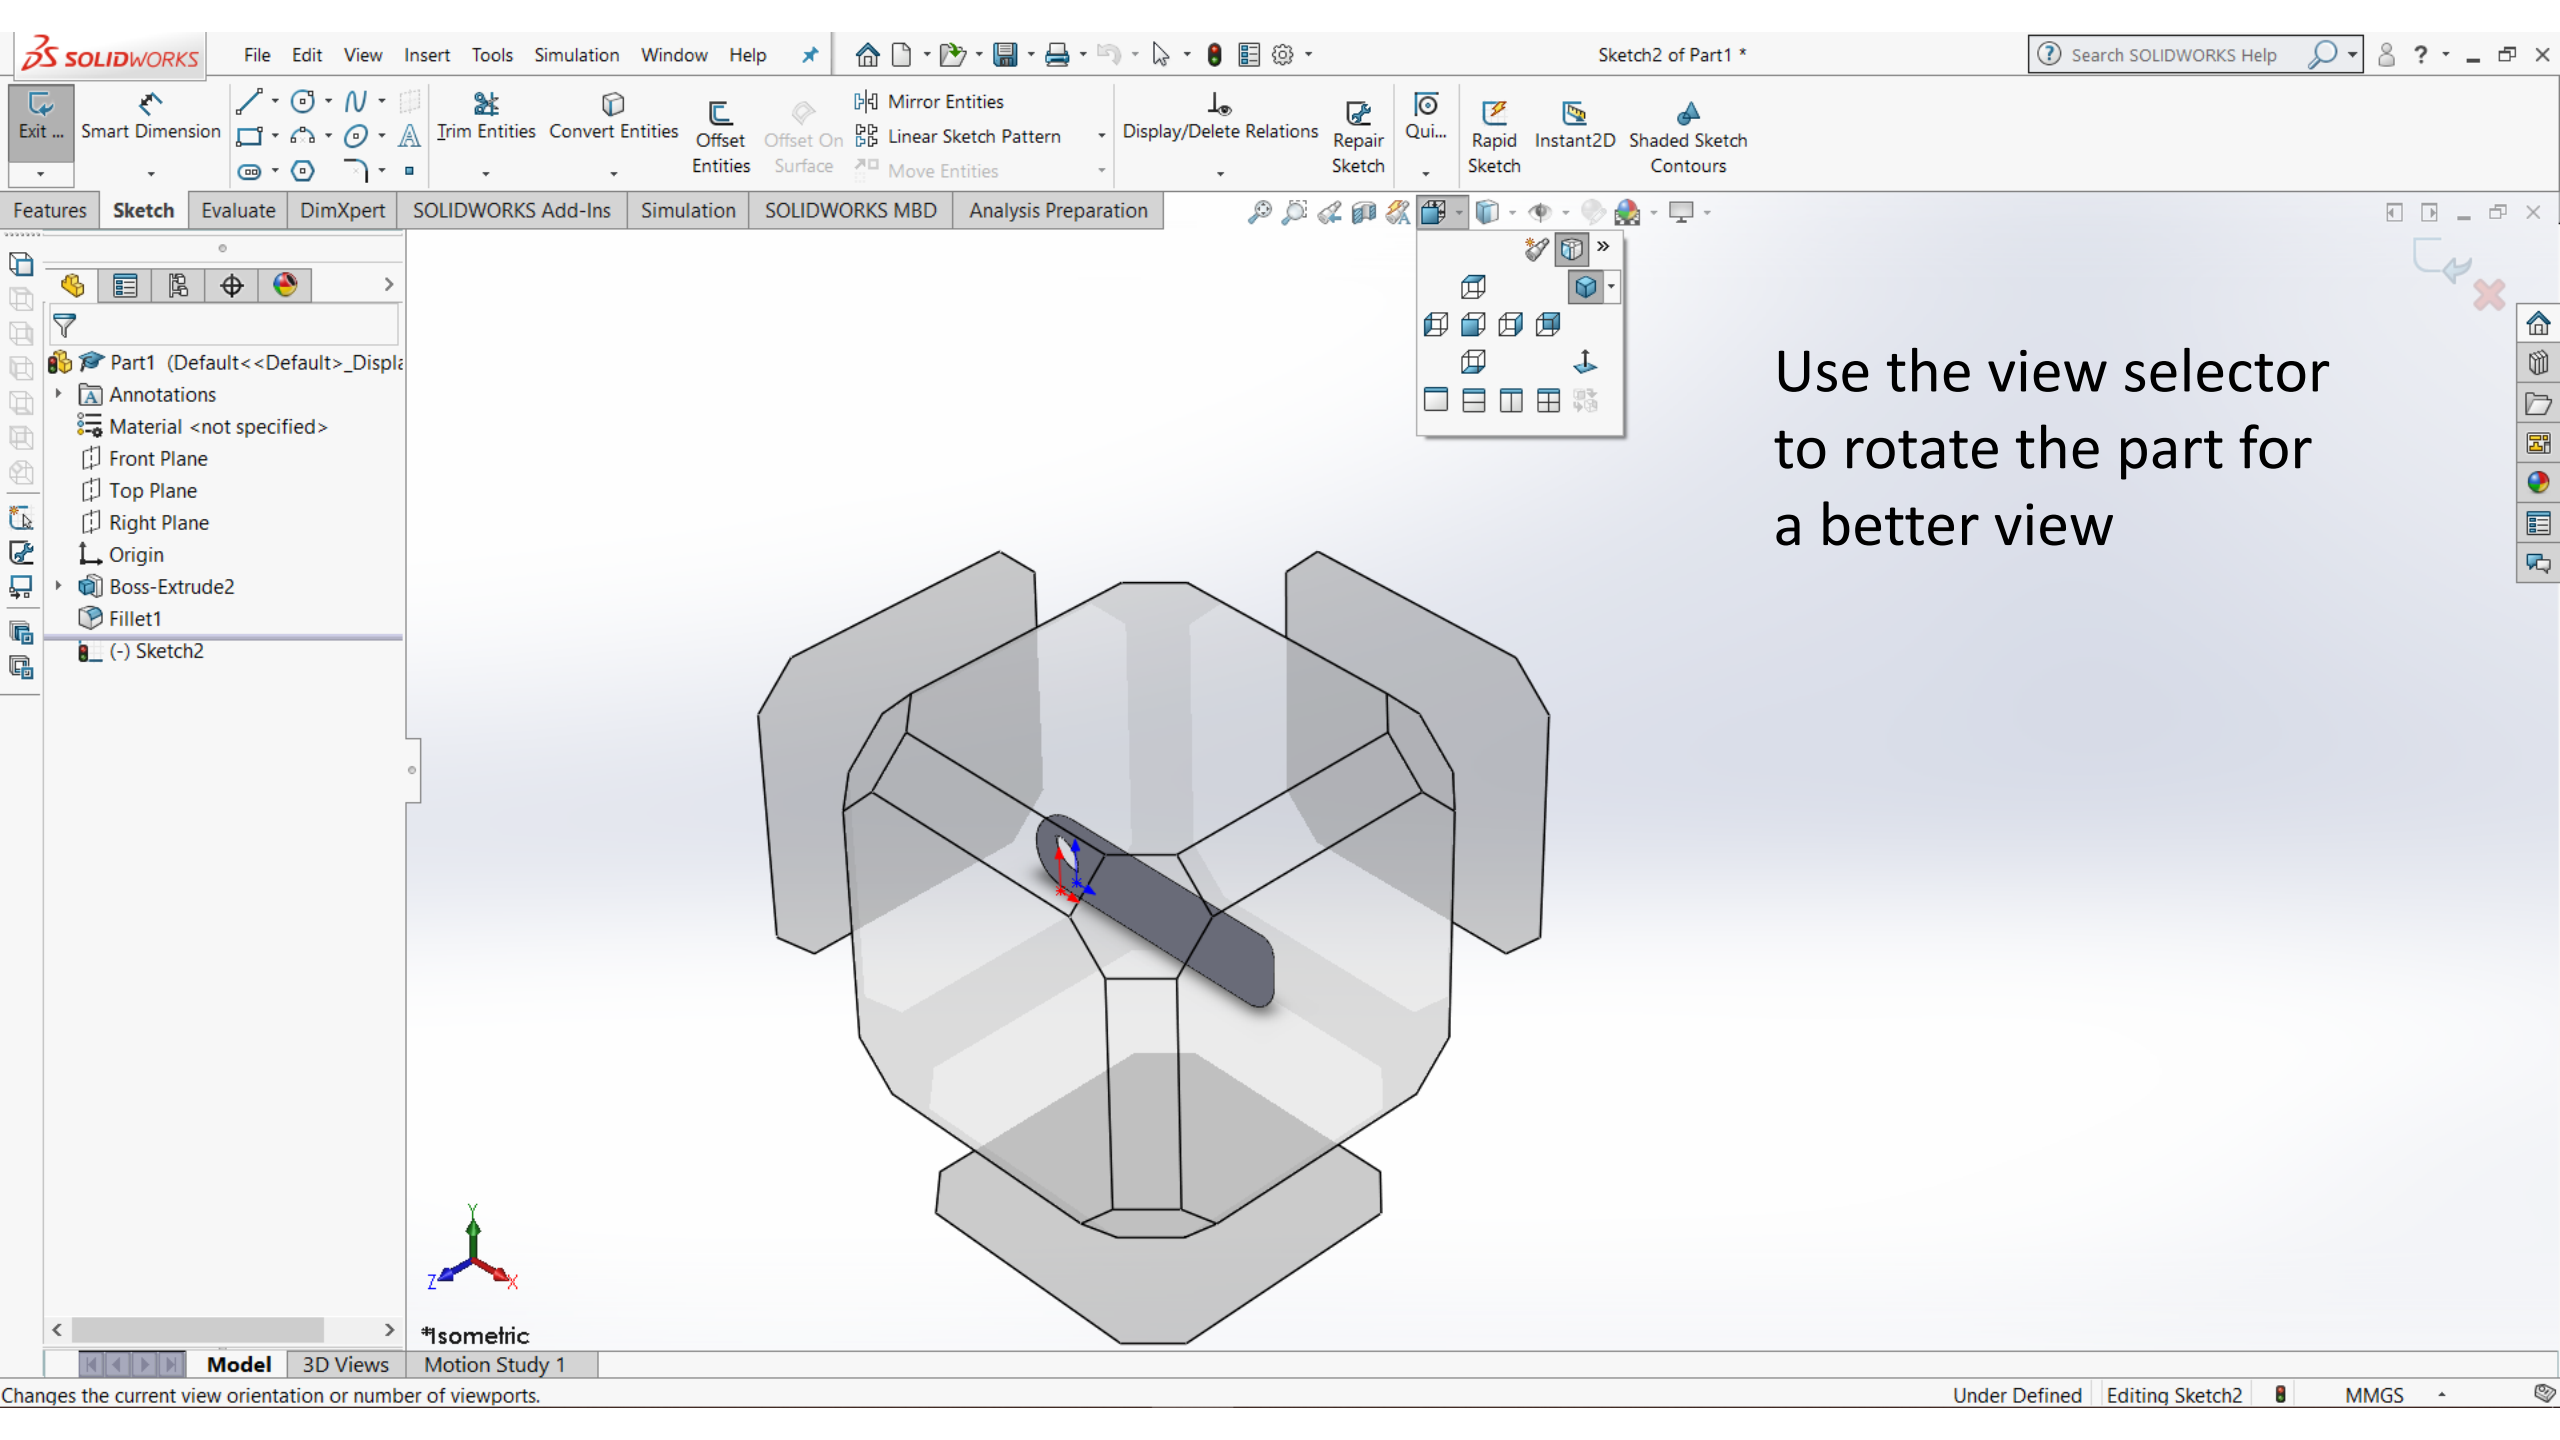 SOLIDWORKS File Edit View Insert Tools Simulation Window Help Sketch2 of Part1 * Search SOLIDWORKS Help ?
Exit ... Smart Dimension Trim Entities Convert Entities Offset Entities Offset On Surface Mirror Entities Linear Sketch Pattern Move Entities Display/Delete Relations Repair Sketch Qui... Rapid Sketch Instant2D Shaded Sketch Contours
Features Sketch Evaluate DimXpert SOLIDWORKS Add-Ins Simulation SOLIDWORKS MBD Analysis Preparation
Part1 (Default<<Default>_Displa
Annotations
Material <not specified>
Front Plane
Top Plane
Right Plane
Origin
Boss-Extrude2
Fillet1
(-) Sketch2
Use the view selector
to rotate the part for
a better view
Y
Z
X
*Isometric
Model 3D Views Motion Study 1
Changes the current view orientation or number of viewports. Under Defined Editing Sketch2 MMGS